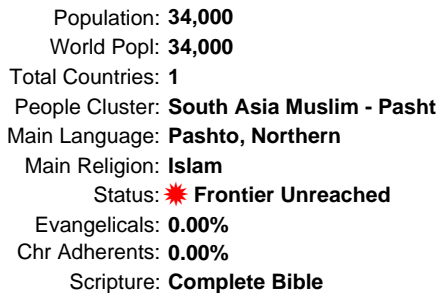 Population: 34,000
World Popl: 34,000
Total Countries: 1
People Cluster: South Asia Muslim - Pasht
Main Language: Pashto, Northern
Main Religion: Islam
Status: Frontier Unreached
Evangelicals: 0.00%
Chr Adherents: 0.00%
Scripture: Complete Bible